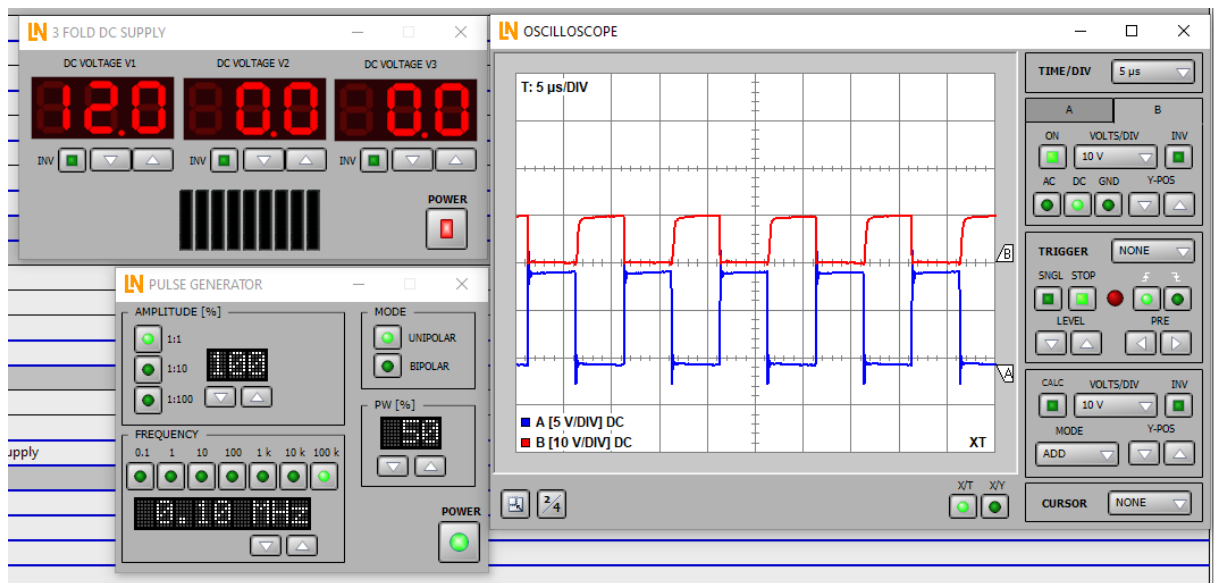 LN 3 FOLD DC SUPPLY
DC VOLTAGE V1 DC VOLTAGE V2 DC VOLTAGE V3
12.0 0.0 0.0
INV INV INV
POWER
upply
LN PULSE GENERATOR
AMPLITUDE [%]
1:1
1:10
1:100
100
MODE
UNIPOLAR
BIPOLAR
PW [%]
50
FREQUENCY
0.1 1 10 100 1 k 10 k 100 k
0.10 MHz
POWER
LN OSCILLOSCOPE
T: 5 µs/DIV
B
A
A [5 V/DIV] DC
B [10 V/DIV] DC
XT
2/4
X/T X/Y
TIME/DIV 5 µs
A B
ON VOLTS/DIV INV
10 V
AC DC GND Y-POS
TRIGGER NONE
SNGL STOP
LEVEL PRE
CALC VOLTS/DIV INV
10 V
MODE Y-POS
ADD
CURSOR NONE